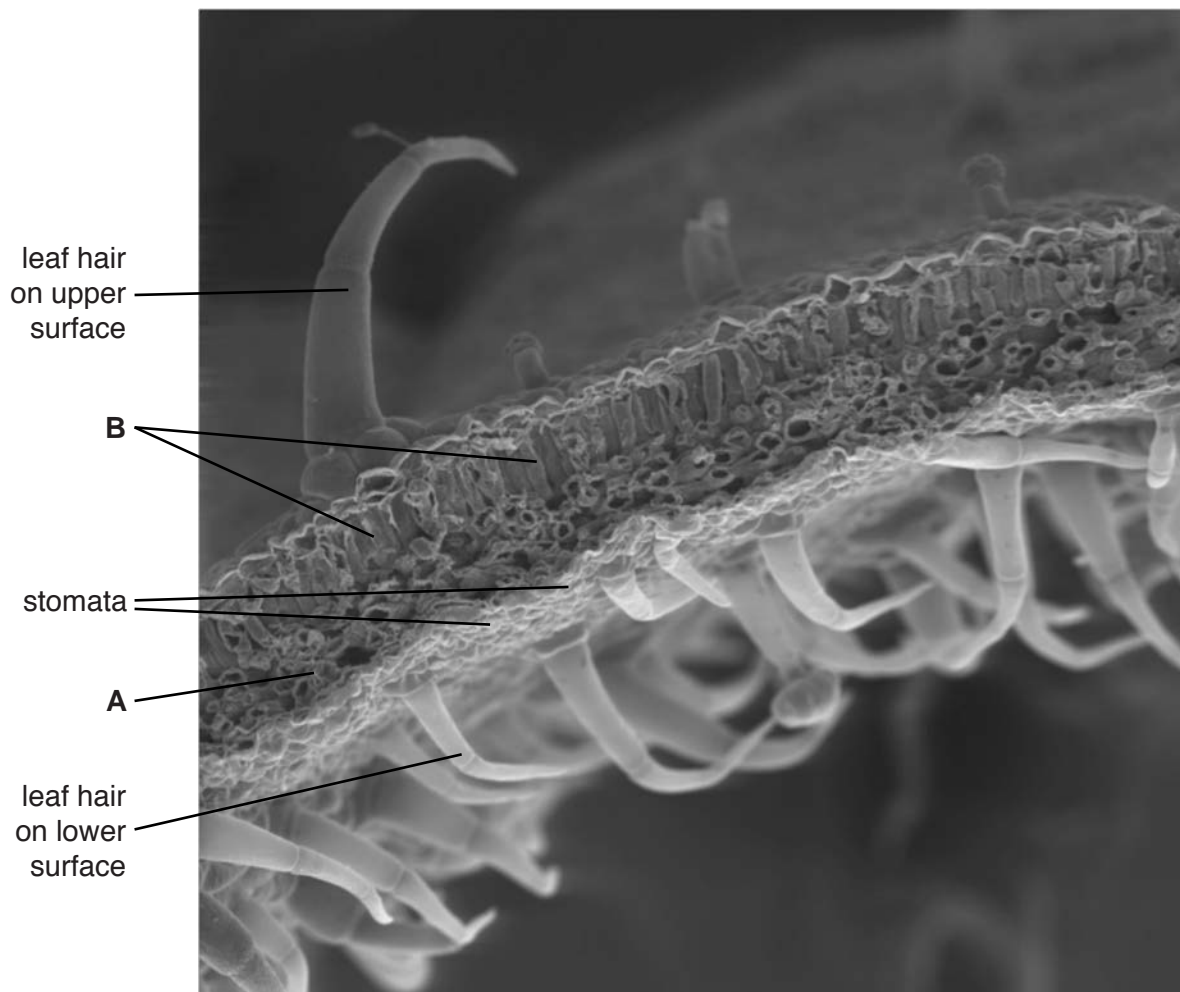 leaf hair
on upper
surface
B
stomata
A
leaf hair
on lower
surface